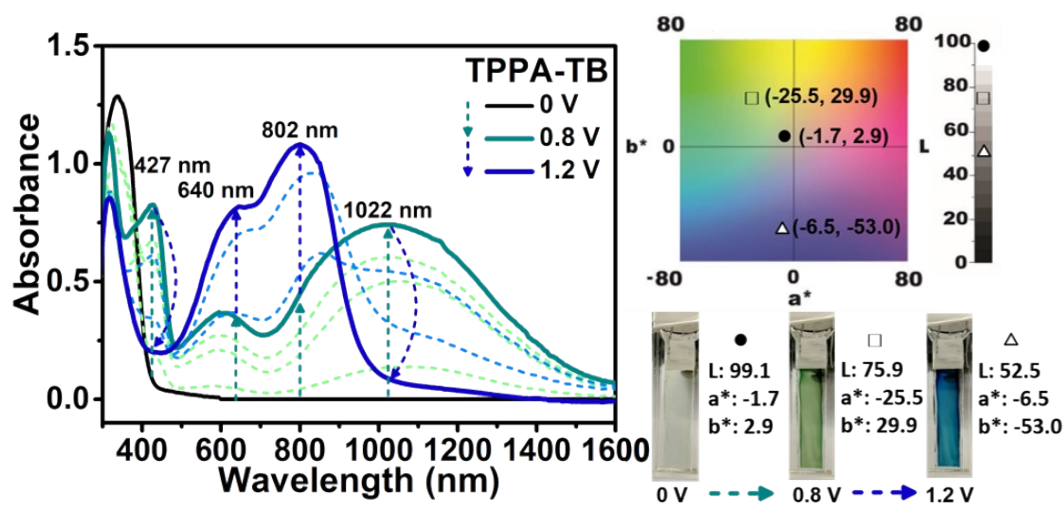 1.5
1.0
0.5
0.0
Absorbance
400 600 800 1000 1200 1400 1600
Wavelength (nm)
TPPA-TB
0 V
0.8 V
1.2 V
427 nm
640 nm
802 nm
1022 nm
80 80
b* 0
-80 0 80
a*
(-25.5, 29.9)
(-1.7, 2.9)
(-6.5, -53.0)
L
100
80
60
40
20
0
L: 99.1
a*: -1.7
b*: 2.9
L: 75.9
a*: -25.5
b*: 29.9
L: 52.5
a*: -6.5
b*: -53.0
0 V 0.8 V 1.2 V